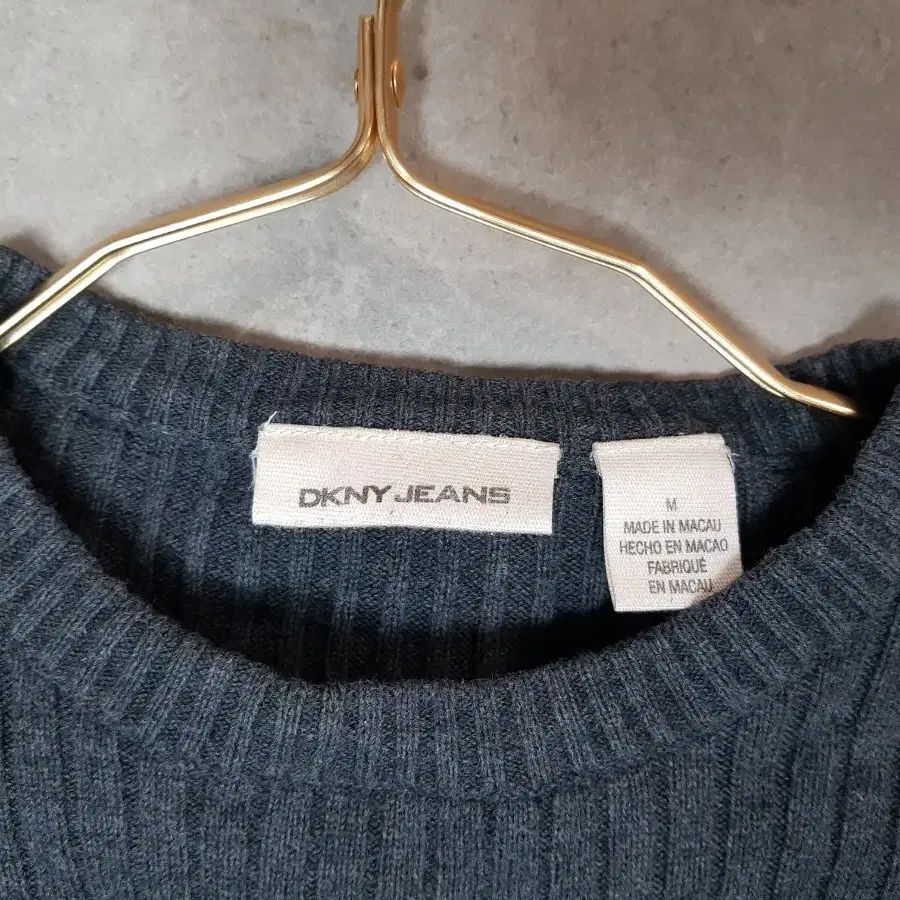 DKNY JEANS
M
MADE IN MACAU
HECHO EN MACAO
FABRIQUÉ
EN MACAU